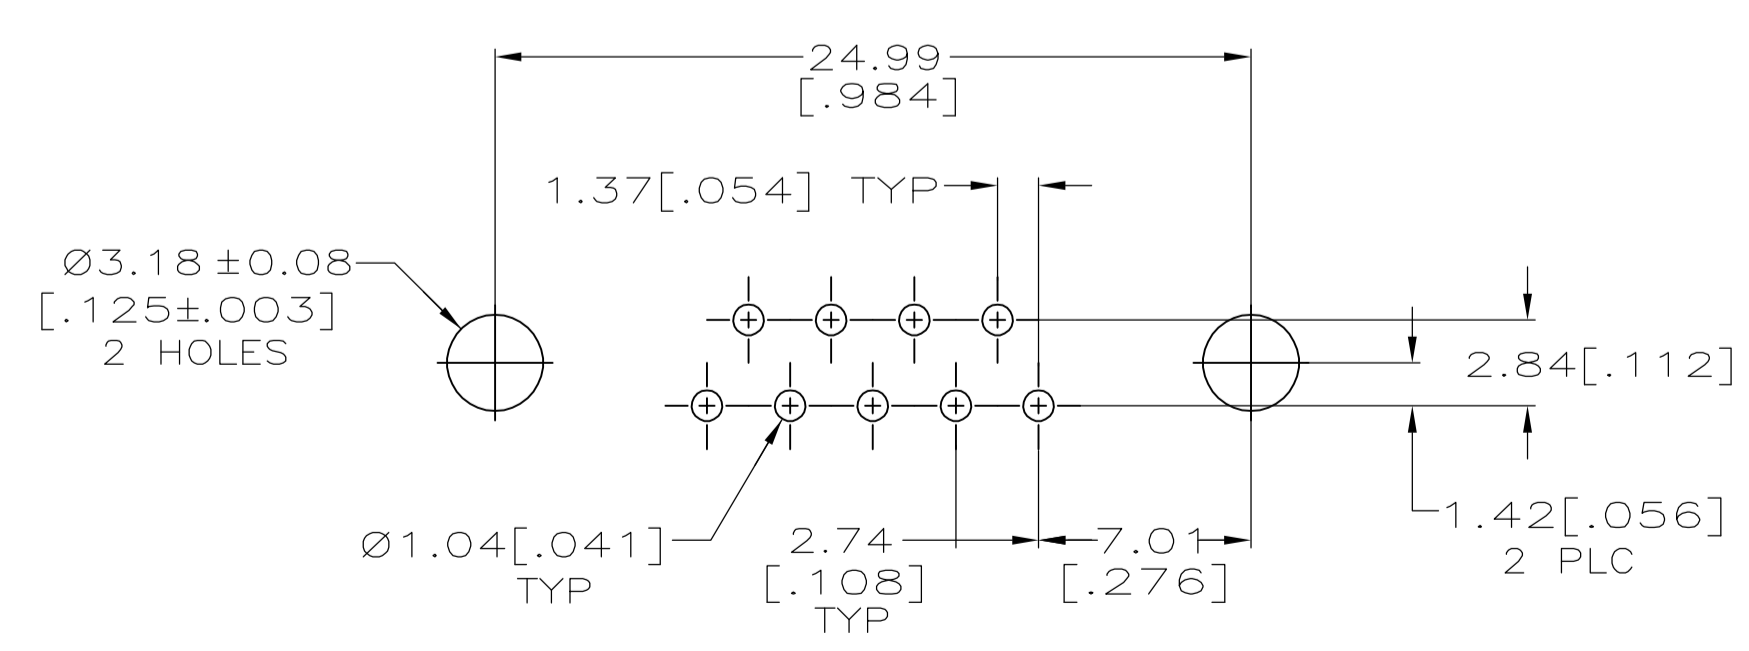 24.99
[.984]
1.37[.054] TYP
Ø3.18±0.08
[.125±.003]
2 HOLES
2.84[.112]
1.42[.056]
2 PLC
Ø1.04[.041]
TYP
2.74
[.108]
TYP
7.01
[.276]